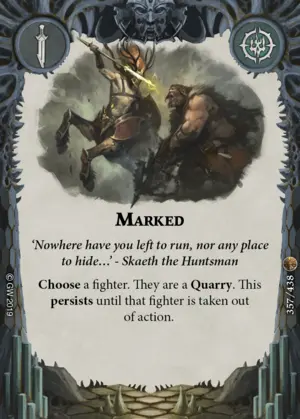 MARKED
‘Nowhere have you left to run, nor any place
to hide…’ - Skaeth the Huntsman
Choose a fighter. They are a Quarry. This
persists until that fighter is taken out
of action.
© GW 2019
357/438